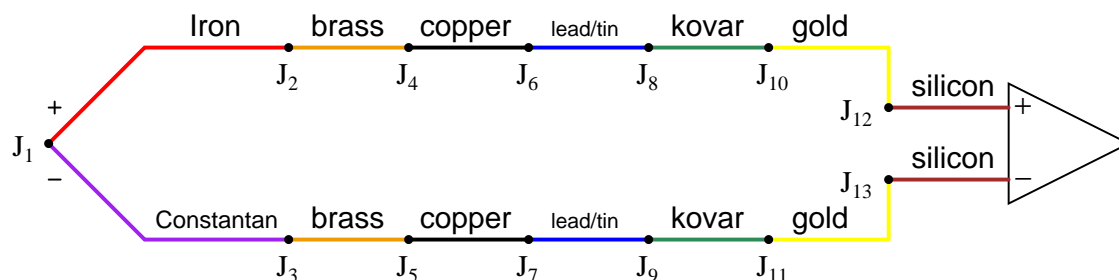 Iron brass copper lead/tin kovar gold
J2 J4 J6 J8 J10
silicon
+ J12 +
J1
silicon
− J13 −
Constantan brass copper lead/tin kovar gold
J3 J5 J7 J9 J11